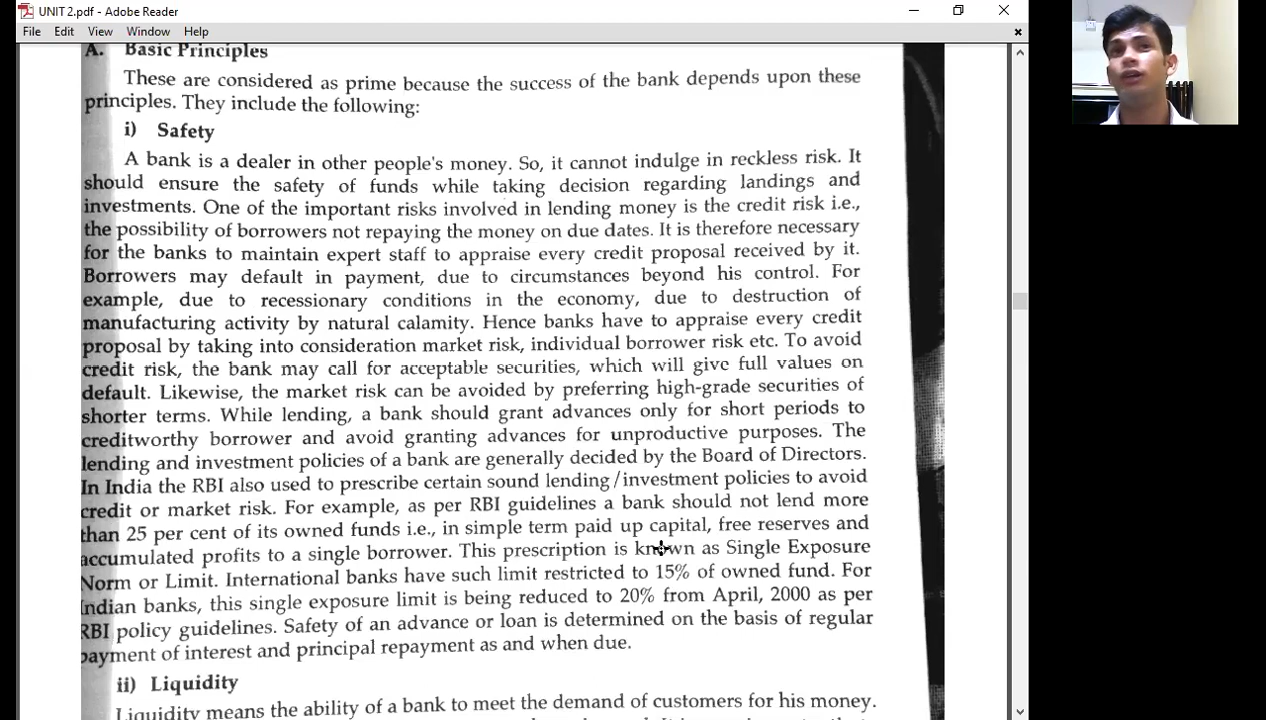 UNIT 2.pdf - Adobe Reader
File Edit View Window Help
A. Basic Principles
These are considered as prime because the success of the bank depends upon these
principles. They include the following:
i) Safety
A bank is a dealer in other people's money. So, it cannot indulge in reckless risk. It
should ensure the safety of funds while taking decision regarding landings and
investments. One of the important risks involved in lending money is the credit risk i.e.,
the possibility of borrowers not repaying the money on due dates. It is therefore necessary
for the banks to maintain expert staff to appraise every credit proposal received by it.
Borrowers may default in payment, due to circumstances beyond his control. For
example, due to recessionary conditions in the economy, due to destruction of
manufacturing activity by natural calamity. Hence banks have to appraise every credit
proposal by taking into consideration market risk, individual borrower risk etc. To avoid
credit risk, the bank may call for acceptable securities, which will give full values on
default. Likewise, the market risk can be avoided by preferring high-grade securities of
shorter terms. While lending, a bank should grant advances only for short periods to
creditworthy borrower and avoid granting advances for unproductive purposes. The
lending and investment policies of a bank are generally decided by the Board of Directors.
In India the RBI also used to prescribe certain sound lending/investment policies to avoid
credit or market risk. For example, as per RBI guidelines a bank should not lend more
than 25 per cent of its owned funds i.e., in simple term paid up capital, free reserves and
accumulated profits to a single borrower. This prescription is known as Single Exposure
Norm or Limit. International banks have such limit restricted to 15% of owned fund. For
Indian banks, this single exposure limit is being reduced to 20% from April, 2000 as per
RBI policy guidelines. Safety of an advance or loan is determined on the basis of regular
payment of interest and principal repayment as and when due.
ii) Liquidity
Liquidity means the ability of a bank to meet the demand of customers for his money.